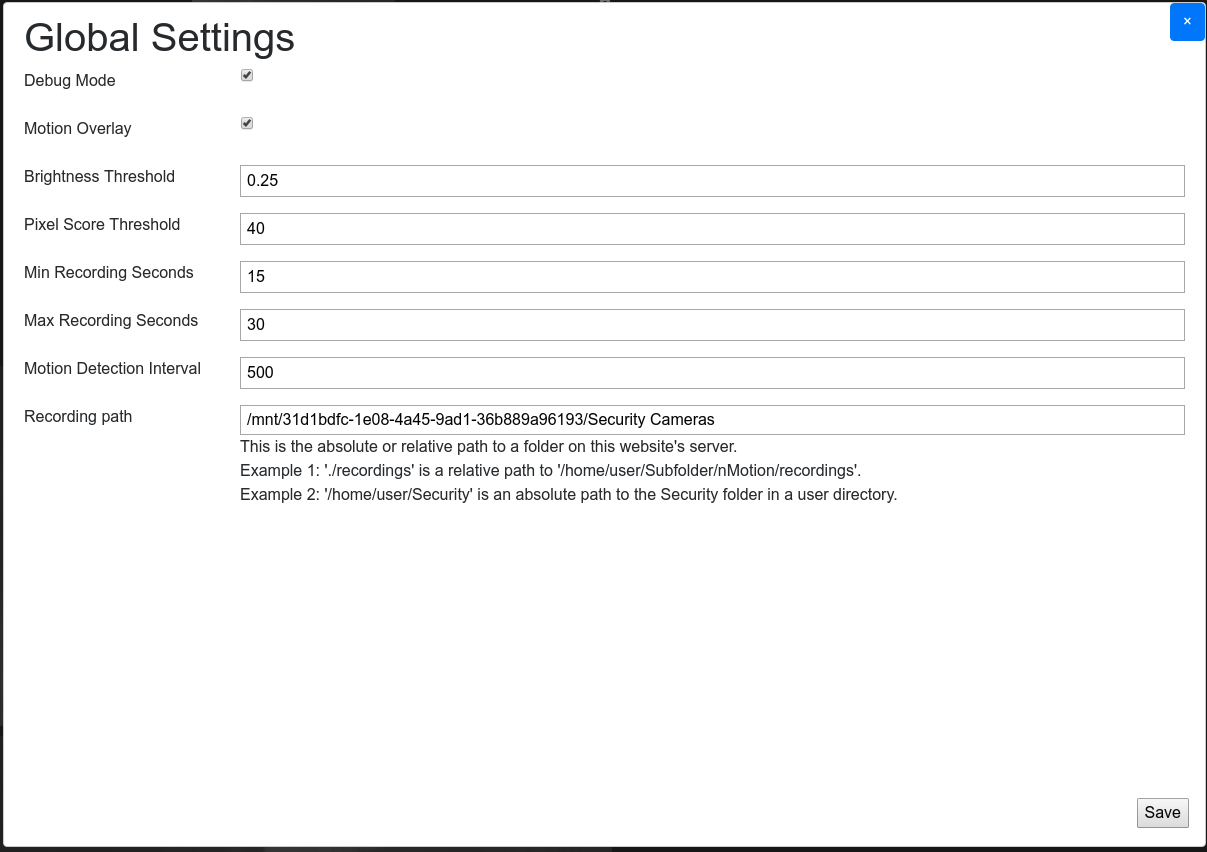 Global Settings
×
Debug Mode
Motion Overlay
Brightness Threshold 0.25
Pixel Score Threshold 40
Min Recording Seconds 15
Max Recording Seconds 30
Motion Detection Interval 500
Recording path /mnt/31d1bdfc-1e08-4a45-9ad1-36b889a96193/Security Cameras
This is the absolute or relative path to a folder on this website's server.
Example 1: './recordings' is a relative path to '/home/user/Subfolder/nMotion/recordings'.
Example 2: '/home/user/Security' is an absolute path to the Security folder in a user directory.
Save